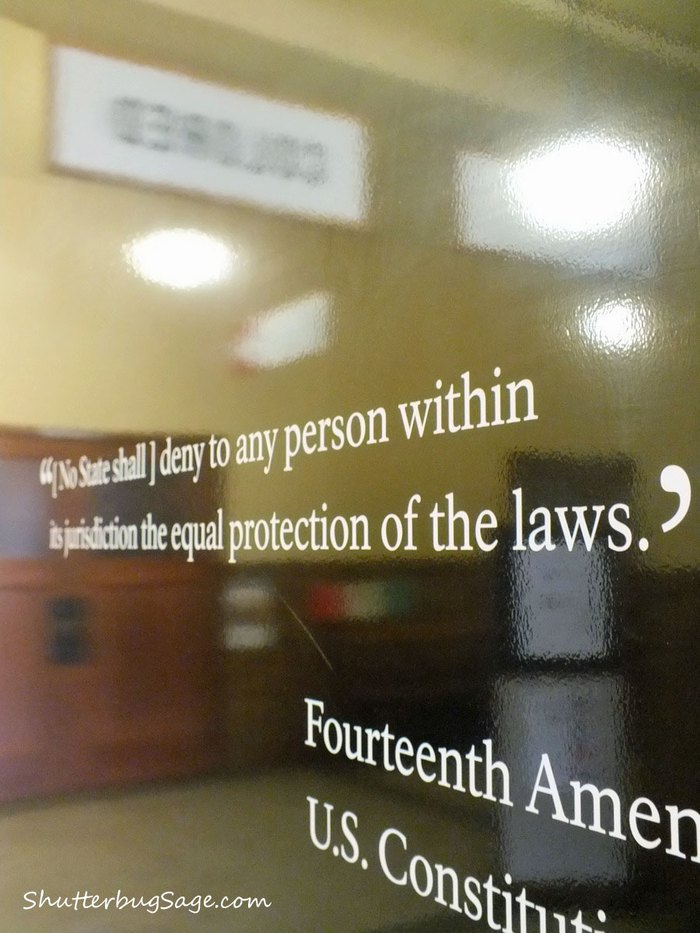 “[ No State shall ] deny to any person within
its jurisdiction the equal protection of the laws.’
Fourteenth Amen
U.S. Constituti
ShutterbugSage.com